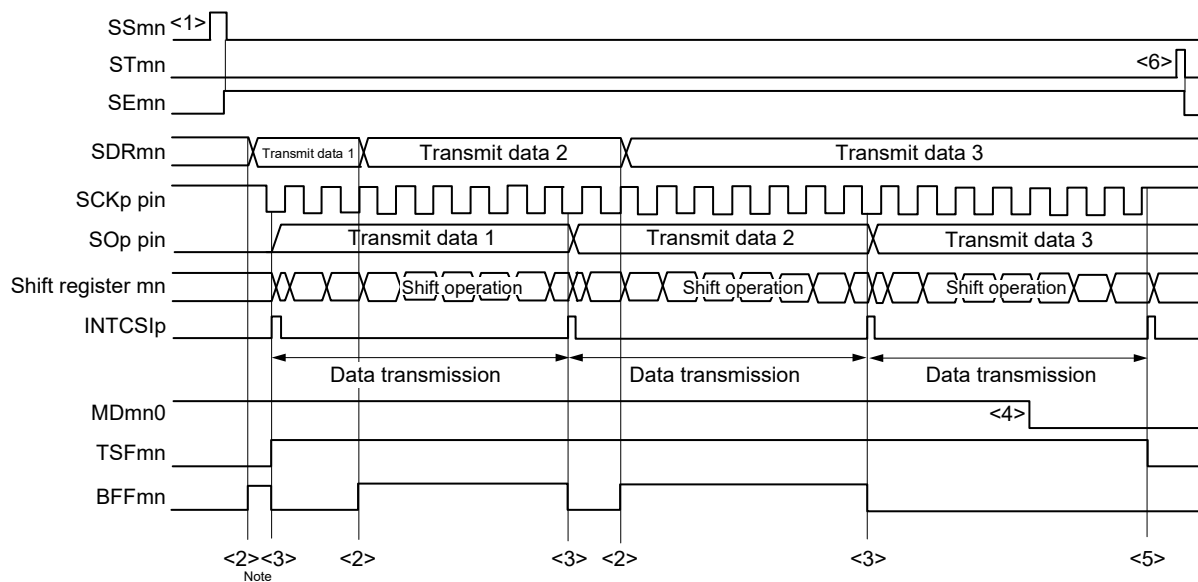 SSmn <1>
STmn <6>
SEmn
SDRmn Transmit data 1 Transmit data 2 Transmit data 3
SCKp pin
SOp pin Transmit data 1 Transmit data 2 Transmit data 3
Shift register mn Shift operation Shift operation Shift operation
INTCSIp
Data transmission Data transmission Data transmission
MDmn0 <4>
TSFmn
BFFmn
<2> <3> <2> <3> <2> <3> <5>
Note